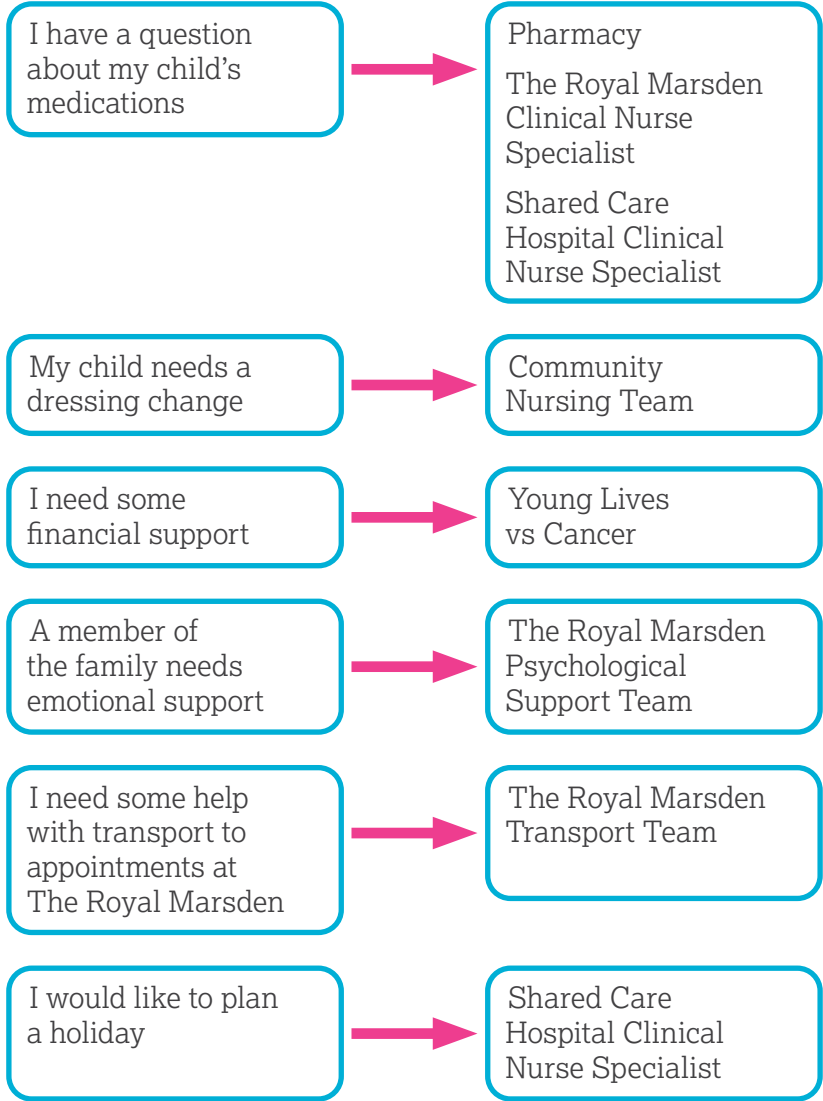 I have a question
about my child’s
medications
Pharmacy
The Royal Marsden
Clinical Nurse
Specialist
Shared Care
Hospital Clinical
Nurse Specialist
My child needs a
dressing change
Community
Nursing Team
I need some
financial support
Young Lives
vs Cancer
A member of
the family needs
emotional support
The Royal Marsden
Psychological
Support Team
I need some help
with transport to
appointments at
The Royal Marsden
The Royal Marsden
Transport Team
I would like to plan
a holiday
Shared Care
Hospital Clinical
Nurse Specialist